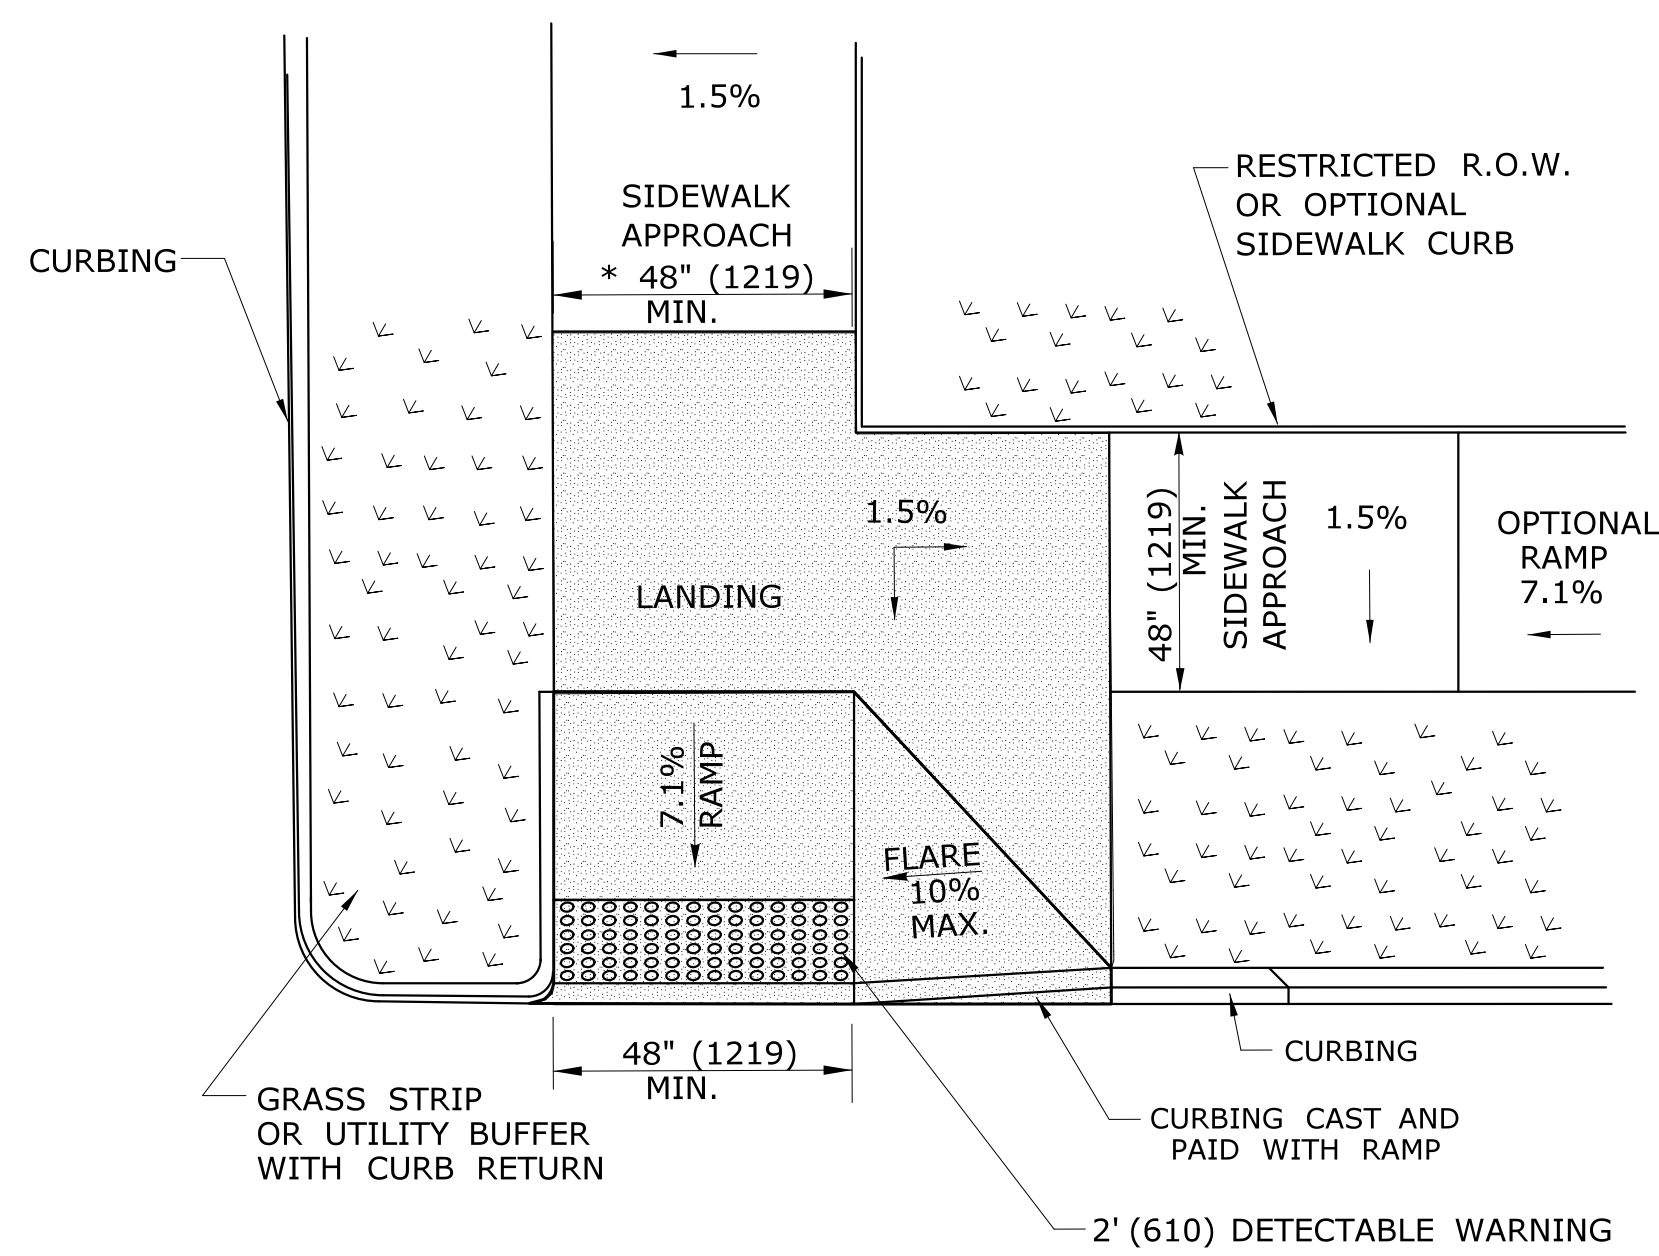 1.5%
SIDEWALK
APPROACH
* 48" (1219)
MIN.
RESTRICTED R.O.W.
OR OPTIONAL
SIDEWALK CURB
CURBING
1.5%
LANDING
48" (1219)
MIN.
SIDEWALK
APPROACH
1.5%
OPTIONAL
RAMP
7.1%
7.1%
RAMP
FLARE
10%
MAX.
48" (1219)
MIN.
CURBING
GRASS STRIP
OR UTILITY BUFFER
WITH CURB RETURN
CURBING CAST AND
PAID WITH RAMP
2' (610) DETECTABLE WARNING